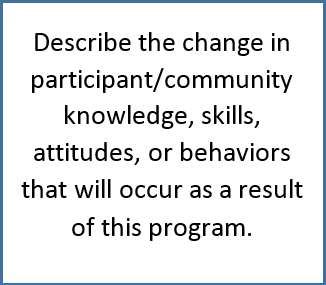 Describe the change in
participant/community
knowledge, skills,
attitudes, or behaviors
that will occur as a result
of this program.